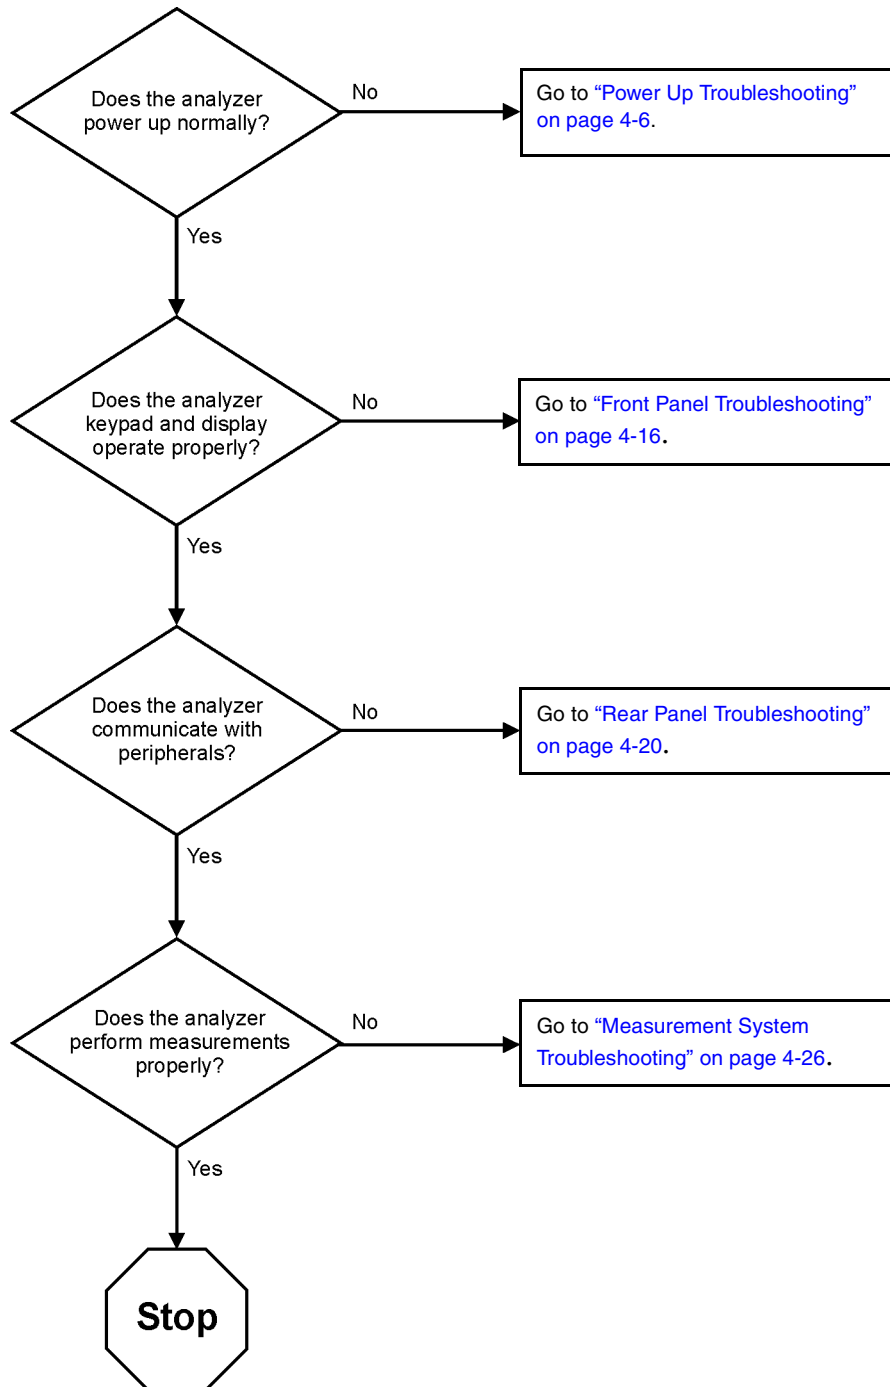 Does the analyzer
power up normally?
No
Go to “Power Up Troubleshooting”
on page 4-6.
Yes
Does the analyzer
keypad and display
operate properly?
No
Go to “Front Panel Troubleshooting”
on page 4-16.
Yes
Does the analyzer
communicate with
peripherals?
No
Go to “Rear Panel Troubleshooting”
on page 4-20.
Yes
Does the analyzer
perform measurements
properly?
No
Go to “Measurement System
Troubleshooting” on page 4-26.
Yes
Stop